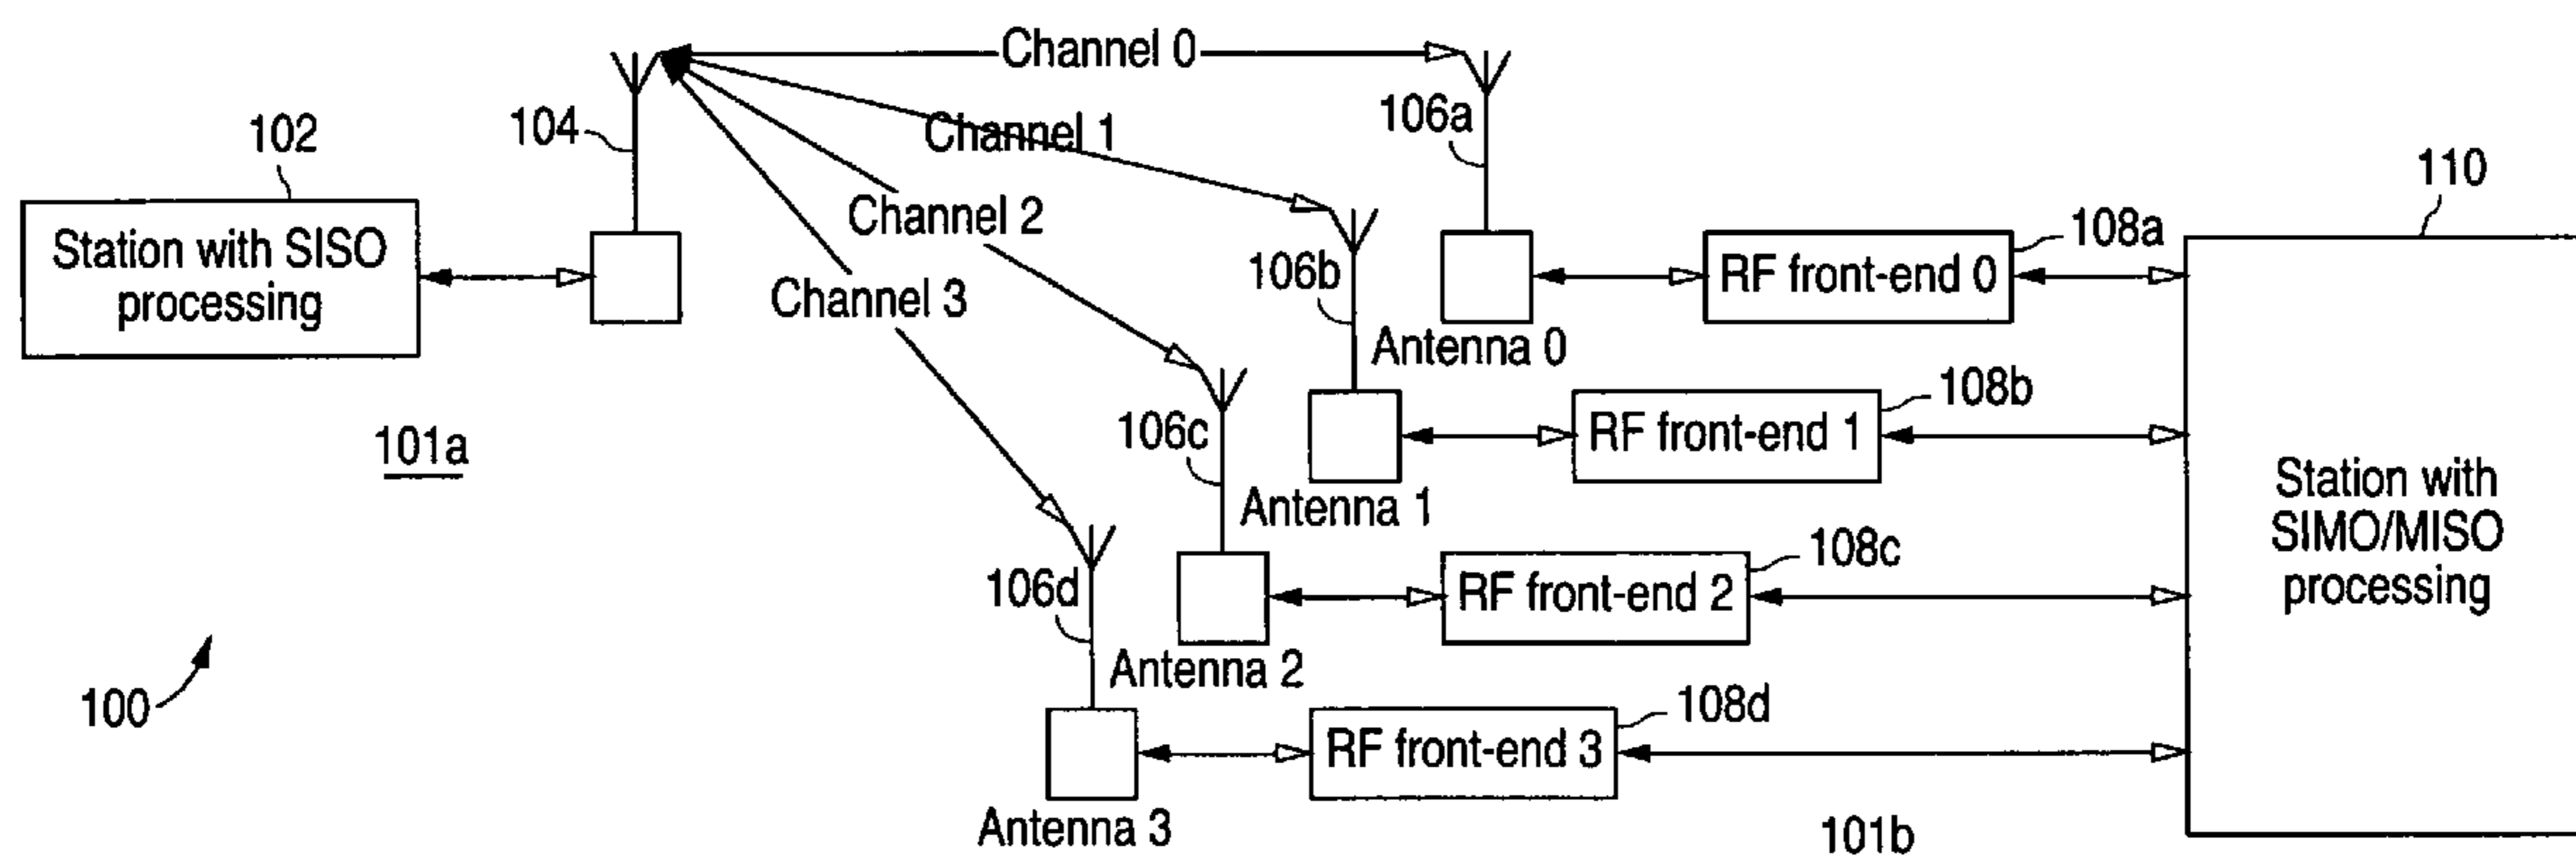 Channel 0
102
104
Channel 1
106a
110
Station with SISO
processing
Channel 2
108a
RF front-end 0
106b
Channel 3
Antenna 0
108b
RF front-end 1
106c
101a
Antenna 1
Station with
SIMO/MISO
processing
108c
RF front-end 2
106d
Antenna 2
100
108d
RF front-end 3
Antenna 3
101b